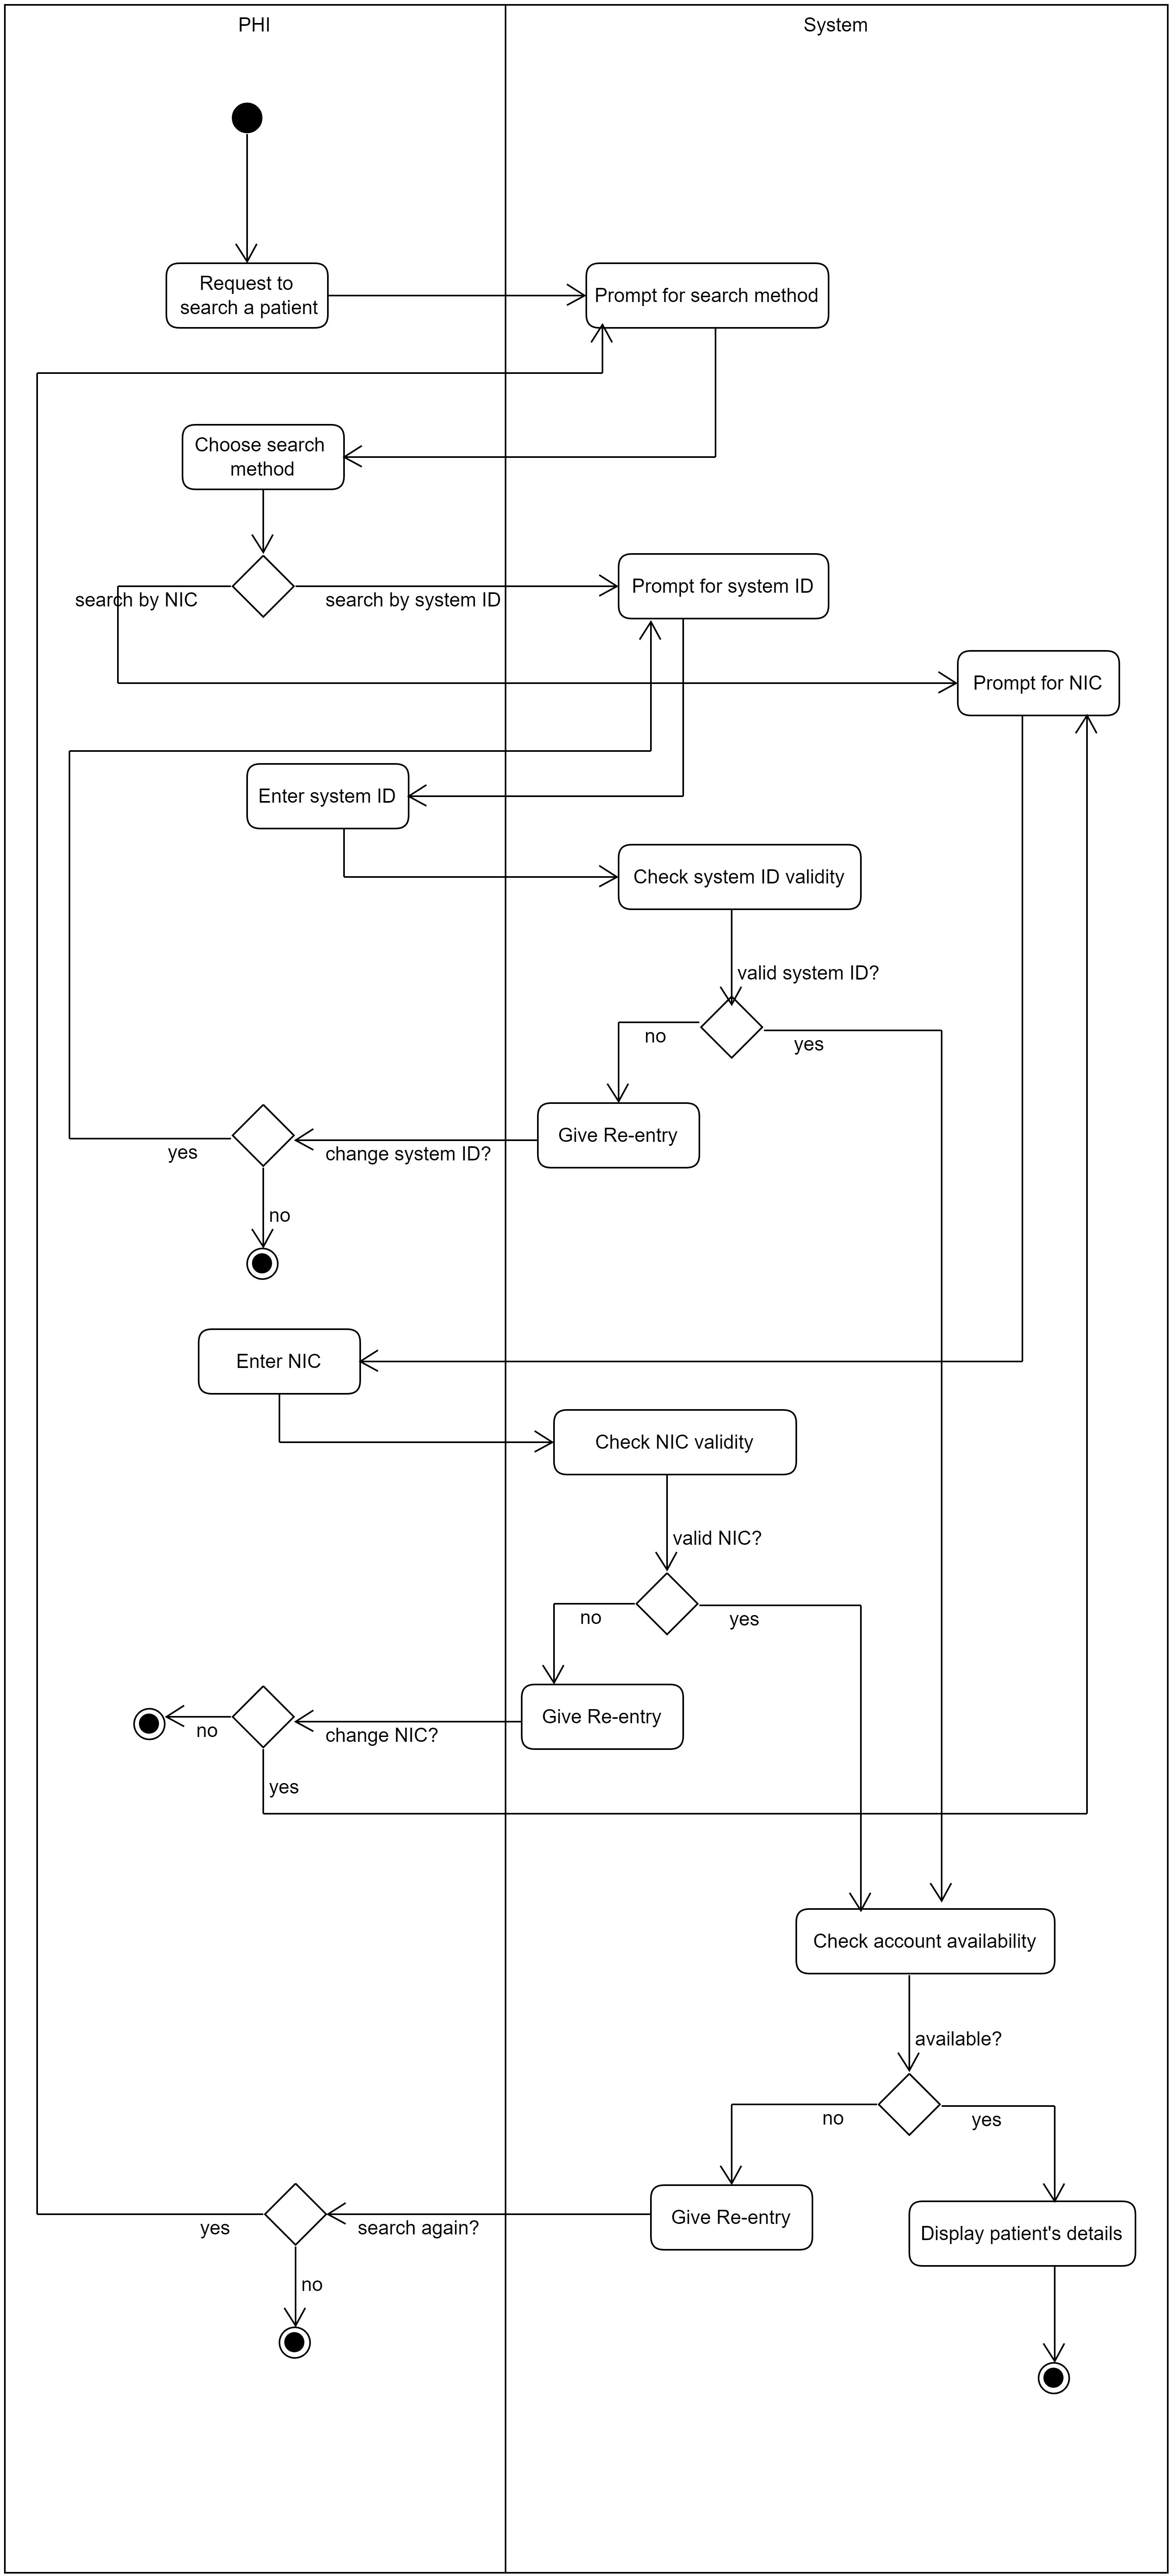 PHI
System
Request to
search a patient
Prompt for search method
Choose search
method
search by NIC
search by system ID
Prompt for system ID
Prompt for NIC
Enter system ID
Check system ID validity
valid system ID?
no
yes
Give Re-entry
change system ID?
yes
no
Enter NIC
Check NIC validity
valid NIC?
no
yes
Give Re-entry
change NIC?
no
yes
Check account availability
available?
no
yes
Give Re-entry
search again?
yes
Display patient's details
no